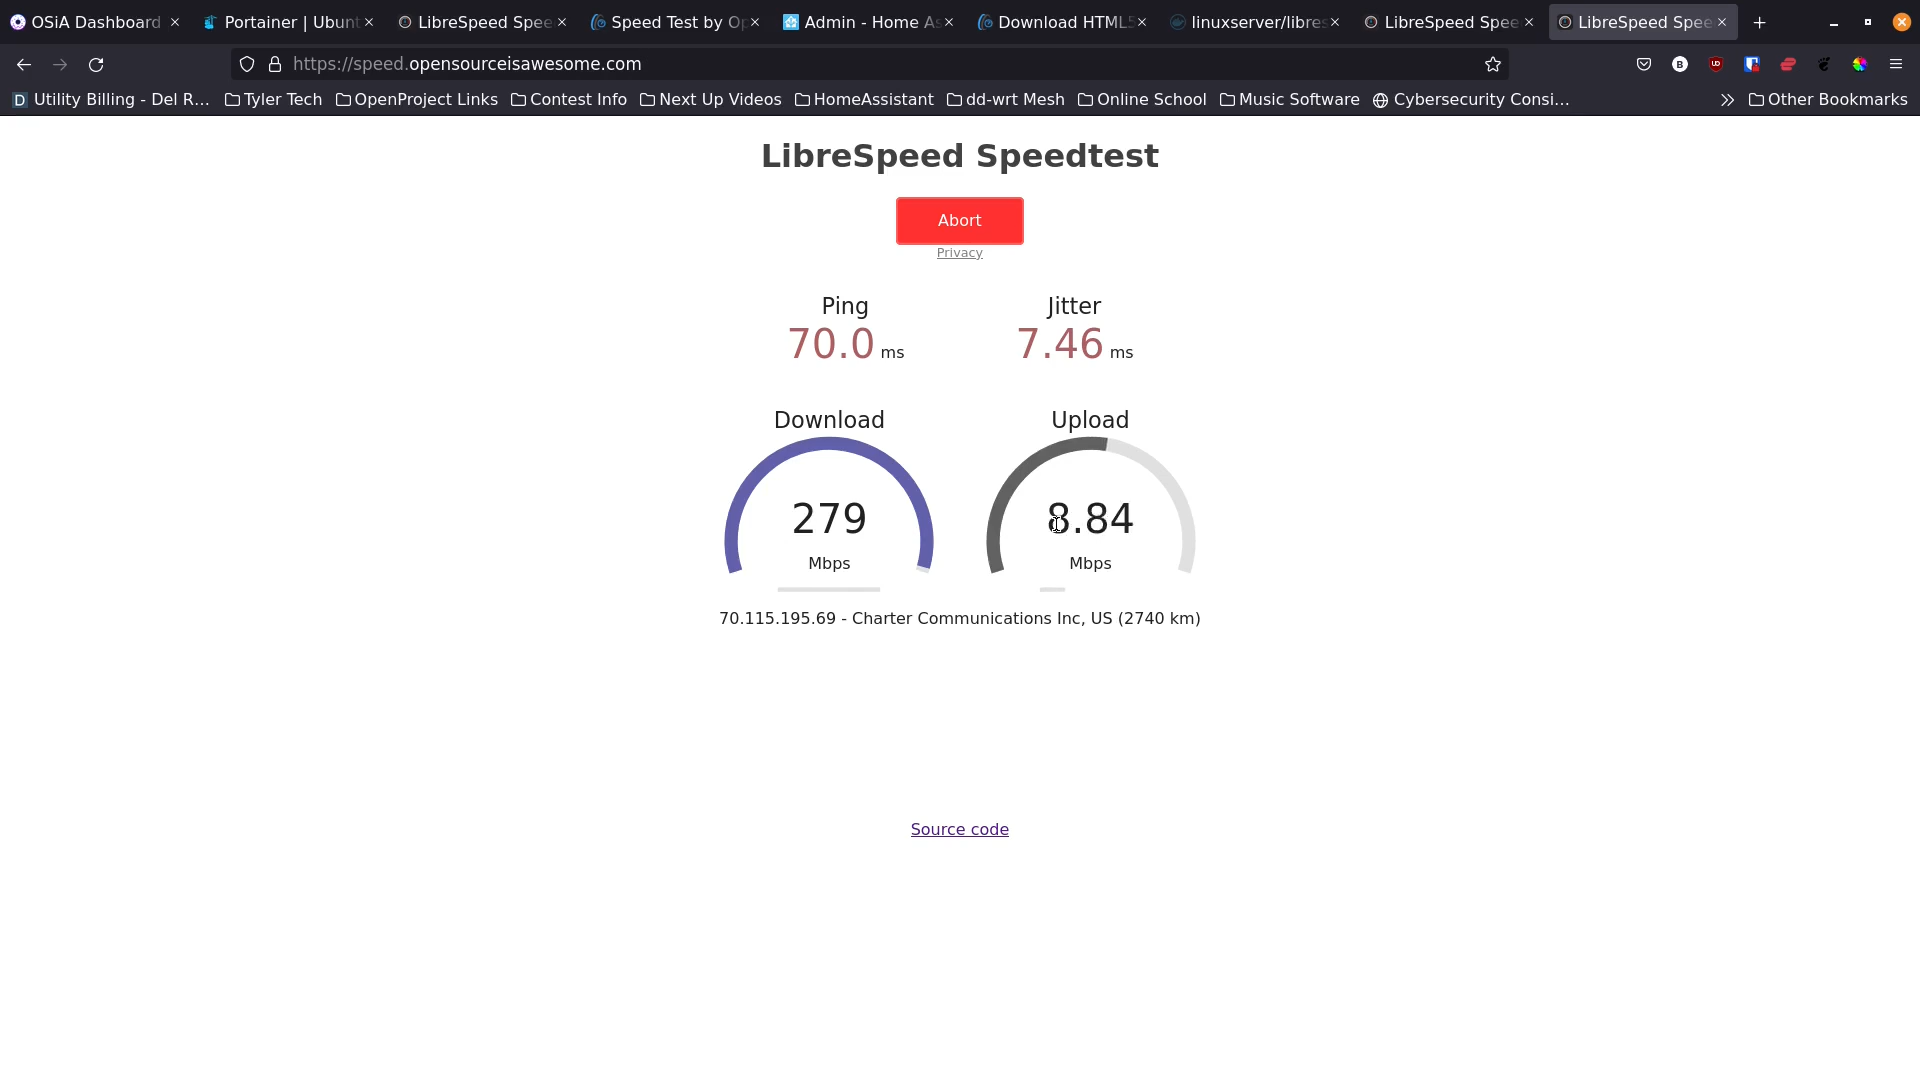 OSiA Dashboard
Portainer | Ubunt
LibreSpeed Spee
Speed Test by Op
Admin - Home As
Download HTML5
linuxserver/libres
LibreSpeed Spee
LibreSpeed Spee
https://speed.opensourceisawesome.com
Utility Billing - Del R...
Tyler Tech
OpenProject Links
Contest Info
Next Up Videos
HomeAssistant
dd-wrt Mesh
Online School
Music Software
Cybersecurity Consi...
Other Bookmarks
LibreSpeed Speedtest
Abort
Privacy
Ping
70.0 ms
Jitter
7.46 ms
Download
279
Mbps
Upload
8.84
Mbps
70.115.195.69 - Charter Communications Inc, US (2740 km)
Source code